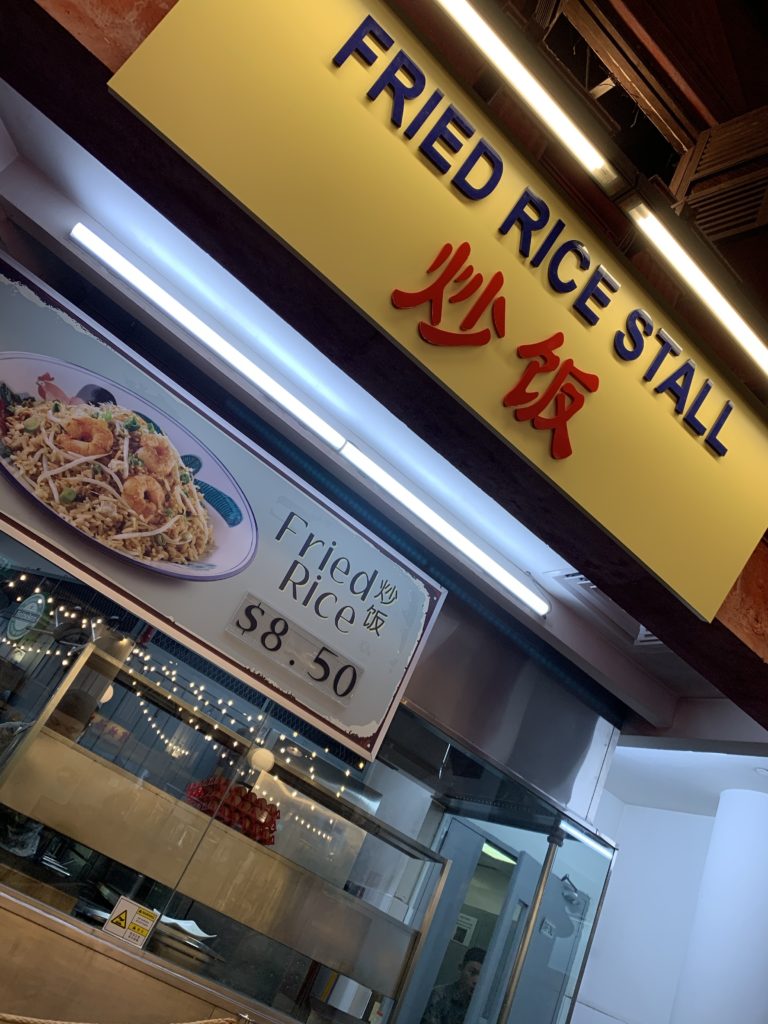 FRIED RICE STALL
炒饭
Fried
Rice
炒
饭
$8.50